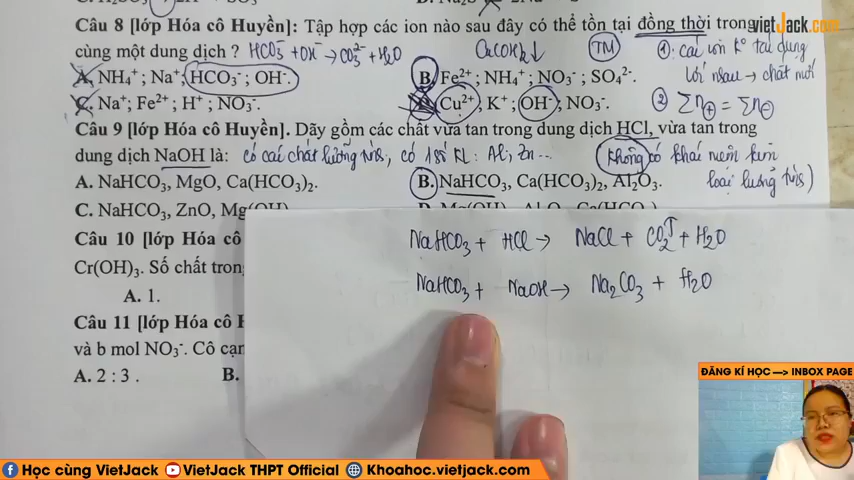 Câu 8 [lớp Hóa cô Huyền]: Tập hợp các ion nào sau đây có thể tồn tại đồng thời trong
vietJack.com
cùng một dung dịch ? HCO₃⁻ + OH⁻ → CO₃²⁻ + H₂O Cu(OH)₂↓ TM ①: các ion k° tác dụng
A. NH₄⁺; Na⁺; HCO₃⁻; OH⁻. B. Fe²⁺; NH₄⁺; NO₃⁻; SO₄²⁻. với nhau → chất mới
C. Na⁺; Fe²⁺; H⁺; NO₃⁻. D. Cu²⁺; K⁺; OH⁻; NO₃⁻. ② Σn⊕ = Σn⊖
Câu 9 [lớp Hóa cô Huyền]. Dãy gồm các chất vừa tan trong dung dịch HCl, vừa tan trong
dung dịch NaOH là: có các chất lưỡng tính, có 1 số KL: Al, Zn... (không có khái niệm kim
A. NaHCO₃, MgO, Ca(HCO₃)₂. B. NaHCO₃, Ca(HCO₃)₂, Al₂O₃. loại lưỡng tính)
C. NaHCO₃, ZnO, Mg(OH)
Câu 10 [lớp Hóa cô
Cr(OH)₃. Số chất tron
A. 1.
Câu 11 [lớp Hóa cô H
và b mol NO₃⁻. Cô cạn
A. 2 : 3 . B.
NaHCO₃ + HCl → NaCl + CO₂↑ + H₂O
NaHCO₃ + NaOH → Na₂CO₃ + H₂O
ĐĂNG KÍ HỌC —> INBOX PAGE
Học cùng VietJack VietJack THPT Official Khoahoc.vietjack.com